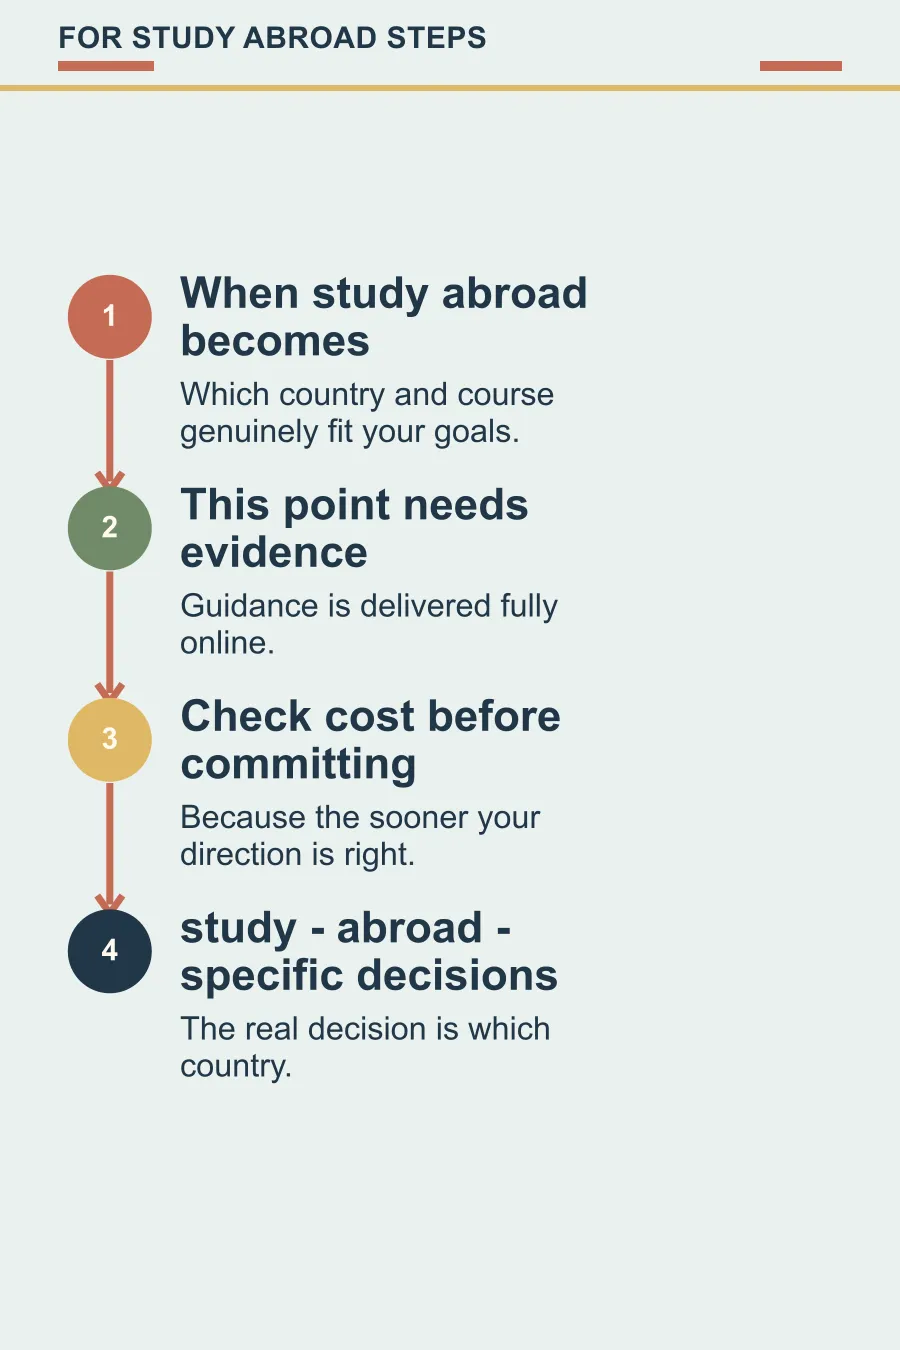 FOR STUDY ABROAD STEPS
1
When study abroad
becomes
Which country and course
genuinely fit your goals.
2
This point needs
evidence
Guidance is delivered fully
online.
3
Check cost before
committing
Because the sooner your
direction is right.
4
study - abroad -
specific decisions
The real decision is which
country.